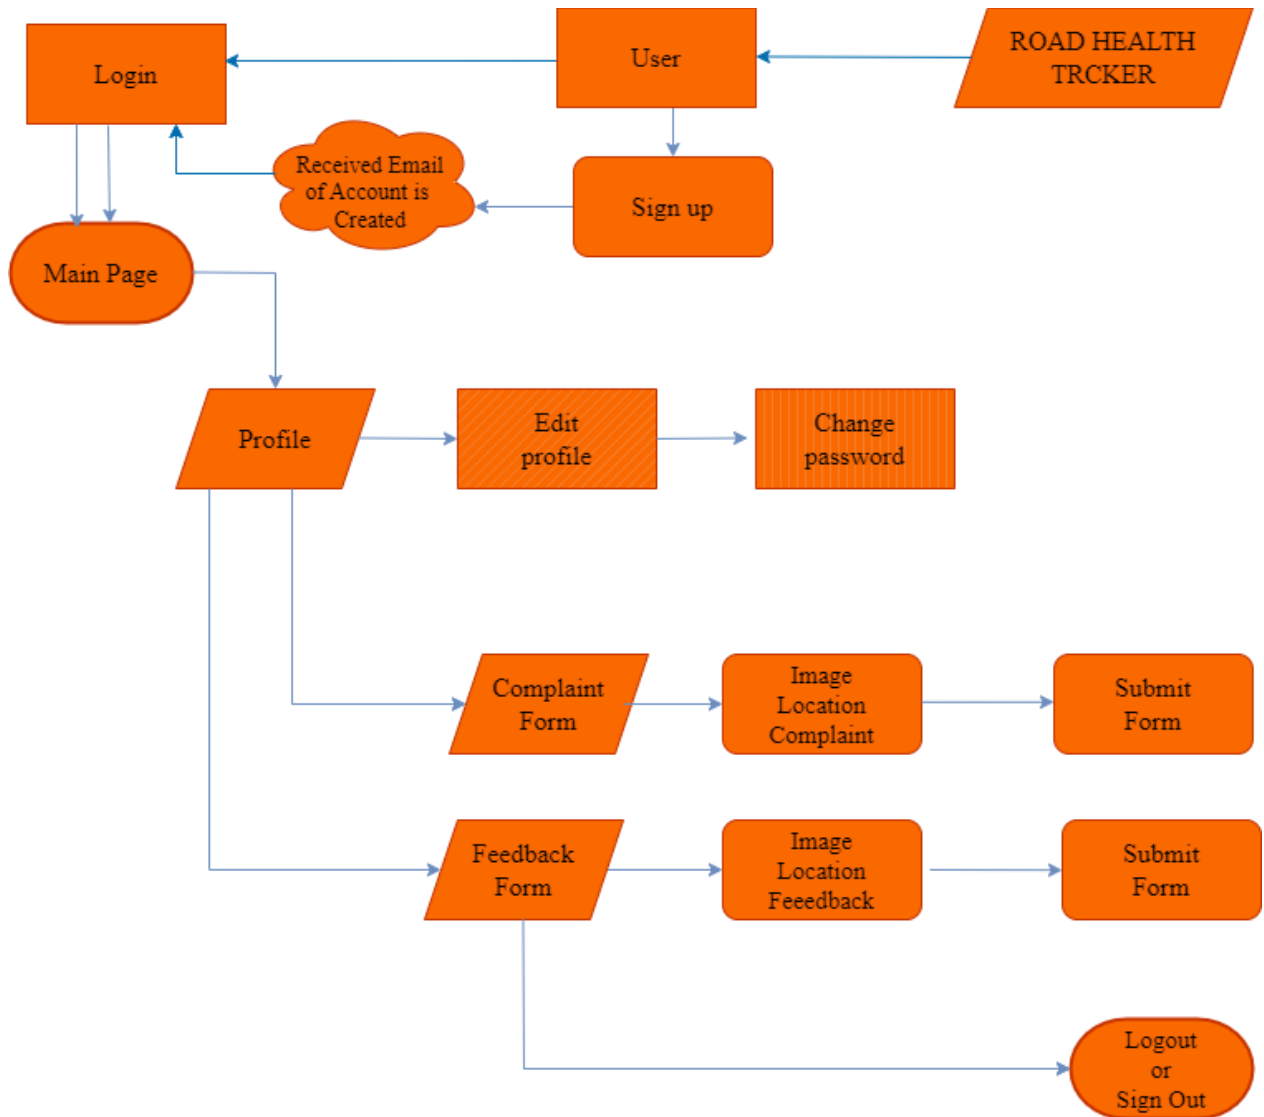 Login
User
ROAD HEALTH
TRCKER
Received Email
of Account is
Created
Sign up
Main Page
Profile
Edit
profile
Change
password
Complaint
Form
Image
Location
Complaint
Submit
Form
Feedback
Form
Image
Location
Feeedback
Submit
Form
Logout
or
Sign Out